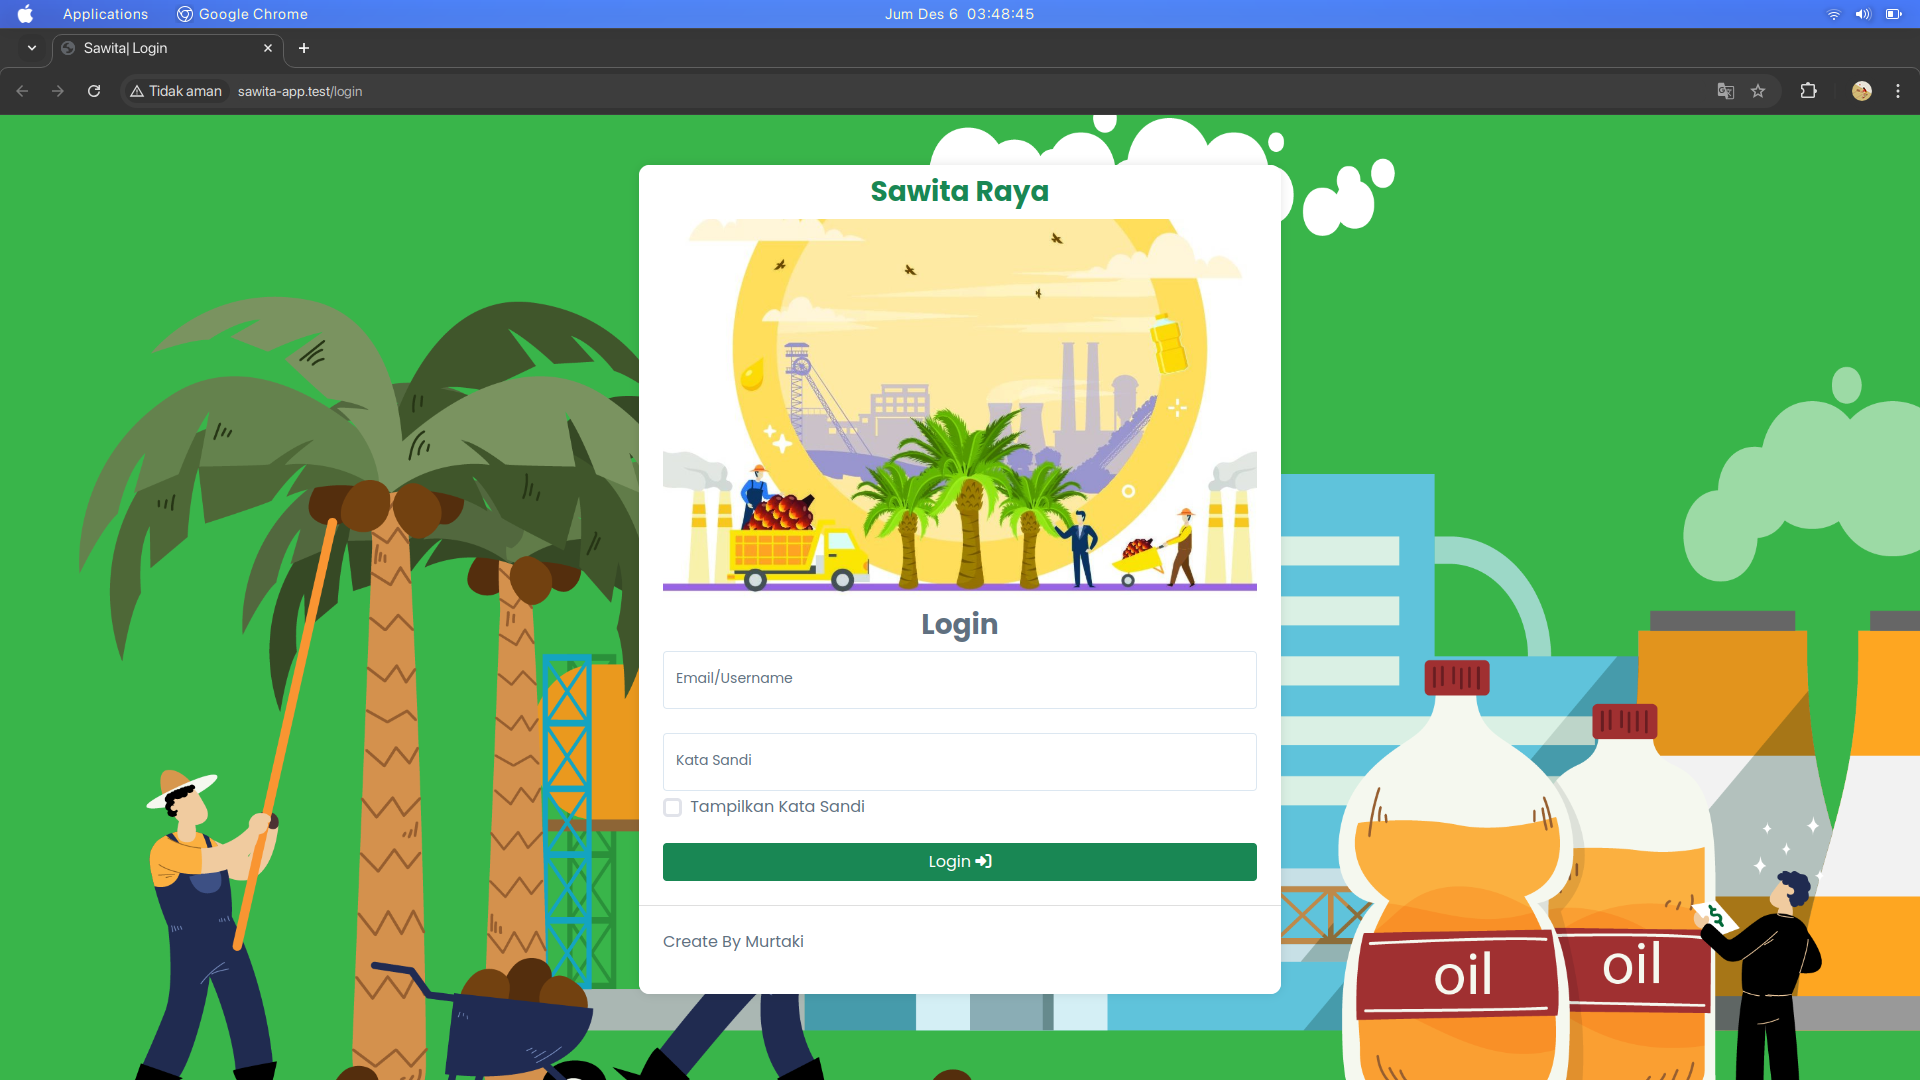 Applications
Google Chrome
Jum Des 6 03:48:45
Sawita| Login
Tidak aman
sawita-app.test/login
Sawita Raya
Login
Email/Username
Kata Sandi
Tampilkan Kata Sandi
Login
Create By Murtaki
oil
oil
$